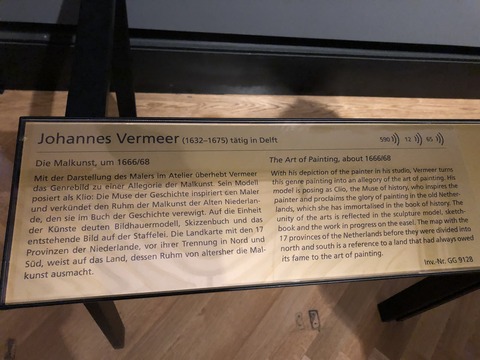 Johannes Vermeer (1632–1675) tätig in Delft
590 12 65
Die Malkunst, um 1666/68
Mit der Darstellung des Malers im Atelier überhebt Vermeer
das Genrebild zu einer Allegorie der Malkunst. Sein Modell
posiert als Klio: Die Muse der Geschichte inspiriert den Maler
und verkündet den Ruhm der Malkunst der Alten Niederlan-
de, den sie im Buch der Geschichte verewigt. Auf die Einheit
der Künste deuten Bildhauermodell, Skizzenbuch und das
entstehende Bild auf der Staffelei. Die Landkarte mit den 17
Provinzen der Niederlande, vor ihrer Trennung in Nord und
Süd, weist auf das Land, dessen Ruhm von altersher die Mal-
kunst ausmacht.
The Art of Painting, about 1666/68
With his depiction of the painter in his studio, Vermeer turns
this genre painting into an allegory of the art of painting. His
model is posing as Clio, the Muse of history, who inspires the
painter and proclaims the glory of painting in the old Nether-
lands, which she has immortalised in the book of history. The
unity of the arts is reflected in the sculpture model, sketch-
book and the work in progress on the easel. The map with the
17 provinces of the Netherlands before they were divided into
north and south is a reference to a land that had always owed
its fame to the art of painting.
Inv.-Nr. GG 9128